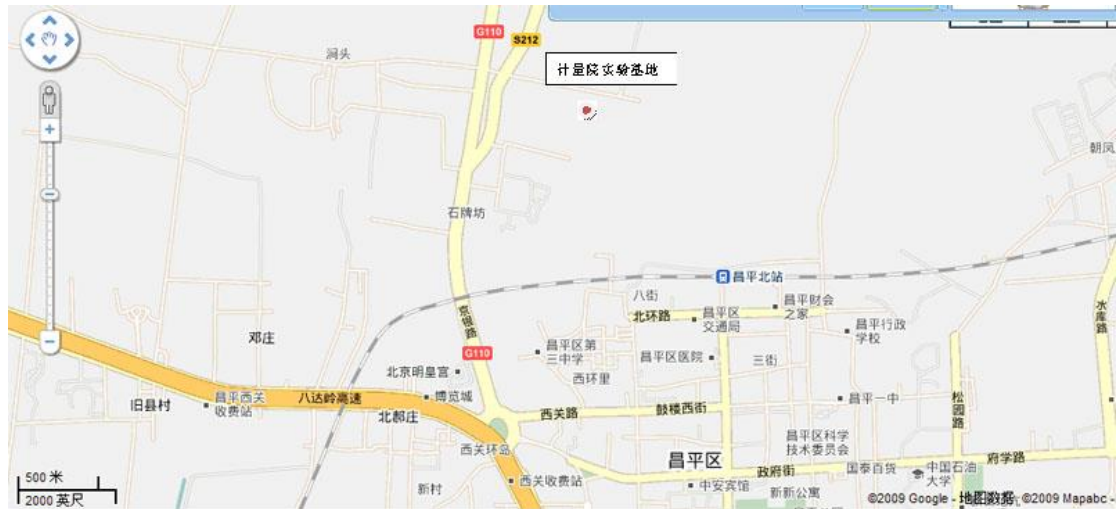 G110
S212
涧头
计量院实验基地
朝凤
石牌坊
昌平北站
八街
昌平财会
之家
水库路
京银路
北环路
昌平区
交通局
昌平行政
学校
邓庄
G110
昌平区第
三中学
昌平区医院
三街
北京明皇宫
西环里
昌平西关
收费站
八达岭高速
博览城
旧县村
北郝庄
西关路
鼓楼西街
昌平一中
松园路
西关环岛
昌平区科学
技术委员会
昌平区
府学路
500 米
2000 英尺
新村
西关收费站
政府街
国泰百货
中国石油
大学
中安宾馆
新新公寓
©2009 Google - 地图数据 ©2009 Mapabc -